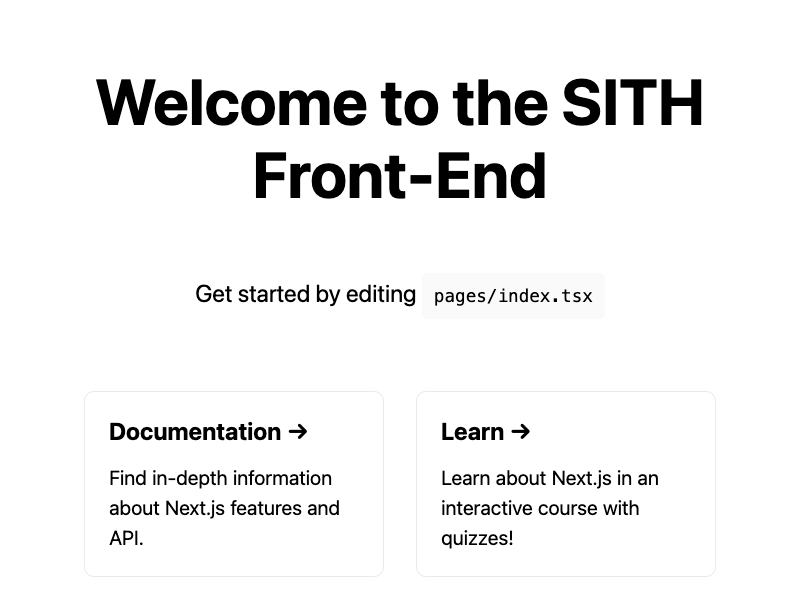 Welcome to the SITH
Front-End
Get started by editing pages/index.tsx
Documentation →
Find in-depth information
about Next.js features and
API.
Learn →
Learn about Next.js in an
interactive course with
quizzes!